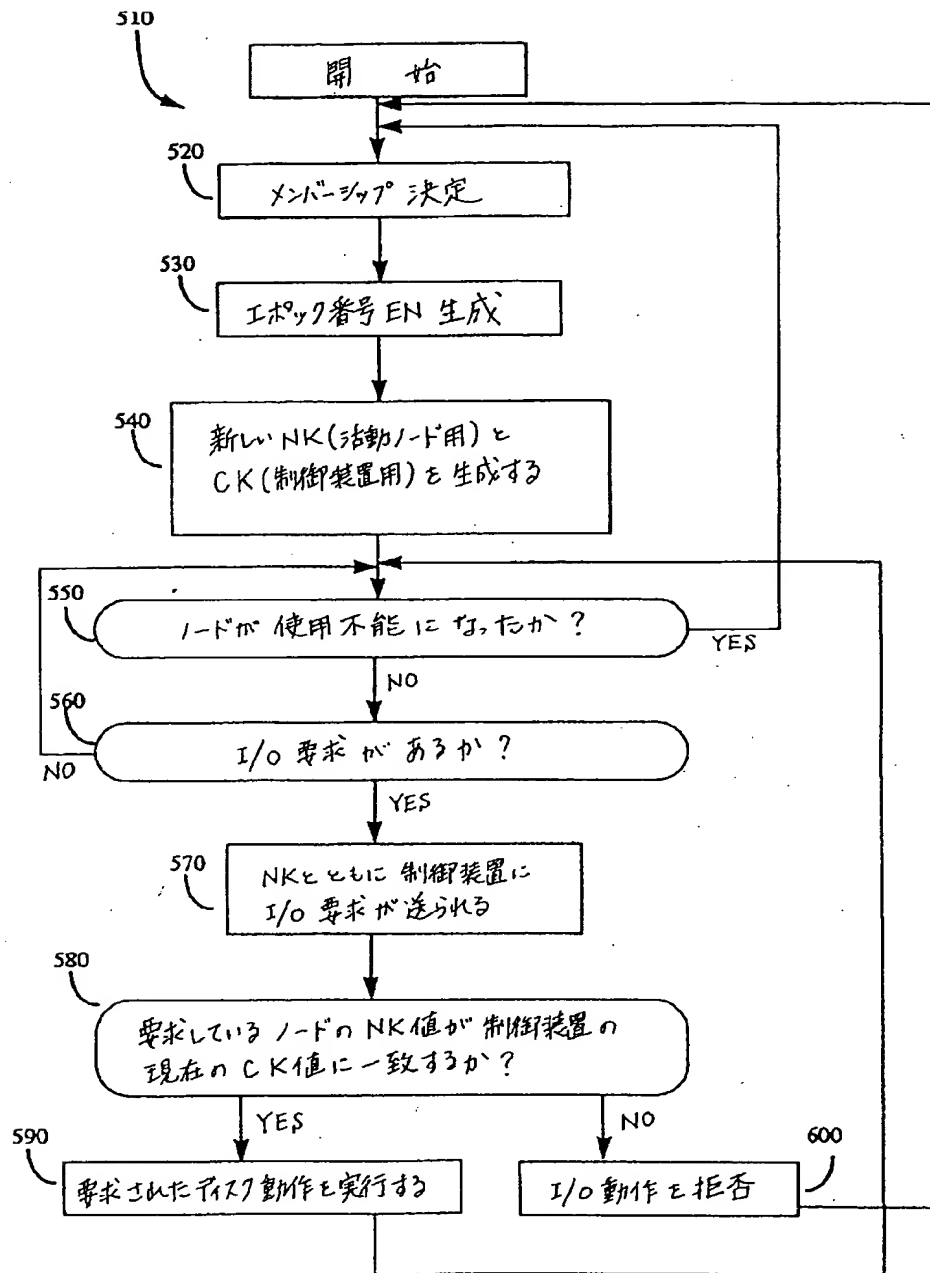 510
開 始
520
メンバーシップ 決定
530
エポック番号 EN 生成
540
新しい NK(活動ノード用)と
CK(制御装置用)を生成する
550
ノードが 使用不能に なったか?
YES
NO
560
I/O 要求が あるか?
NO
YES
570
NKとともに 制御装置に
I/O 要求が送られる
580
要求している ノードの NK値が 制御装置の
現在の CK値に一致するか?
YES
NO
590
要求されたディスク動作を実行する
600
I/O 動作を拒否